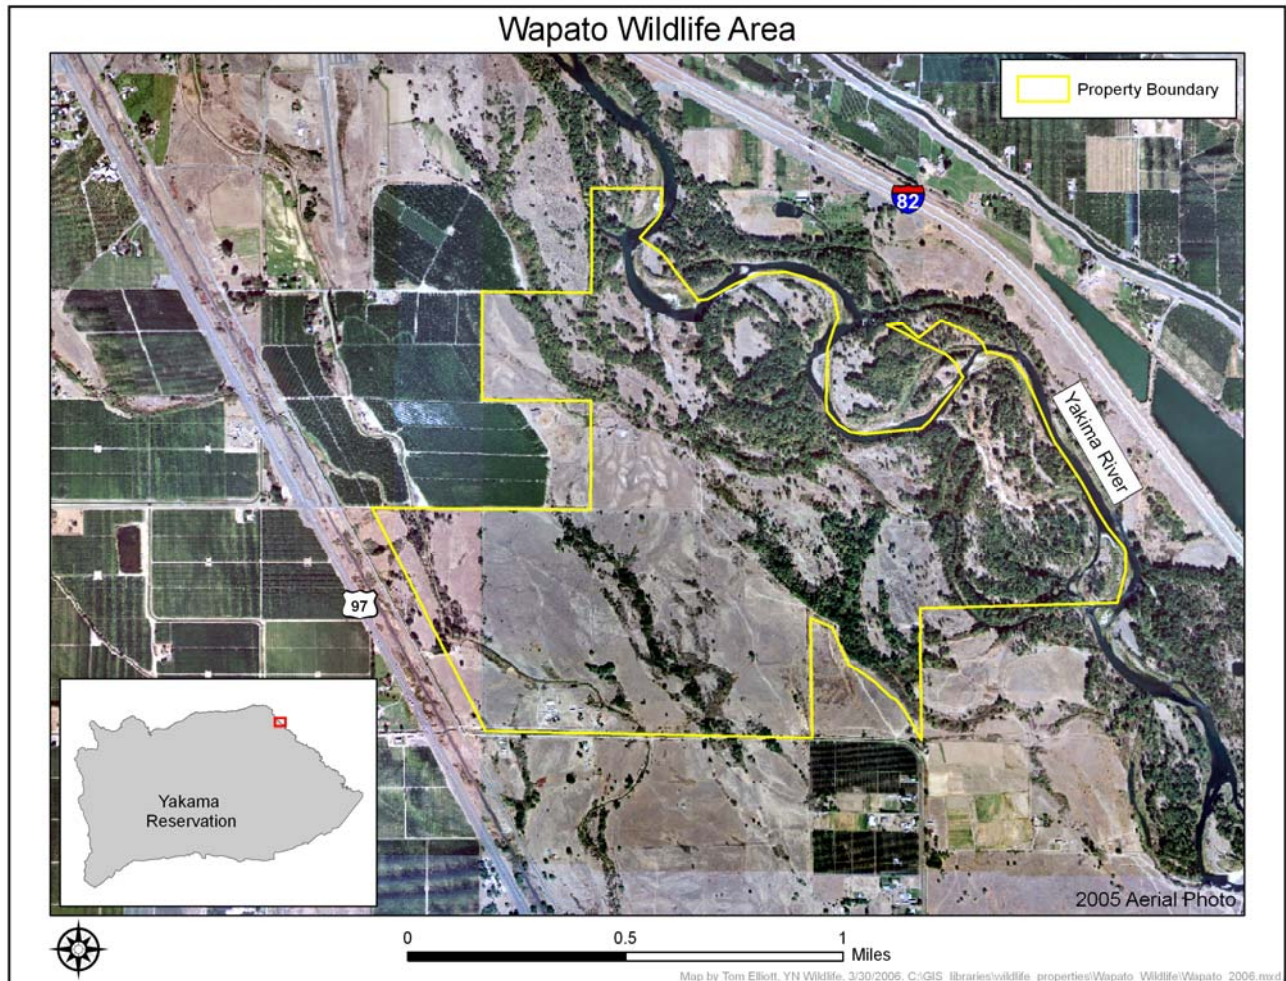 Wapato Wildlife Area
Property Boundary
82
Yakima River
97
Yakama
Reservation
2005 Aerial Photo
0 0.5 1
Miles
Map by Tom Elliott, YN Wildlife, 3/30/2006, C:\GIS_libraries\wildlife_properties\Wapato_Wildlife\Wapato_2006.mxd